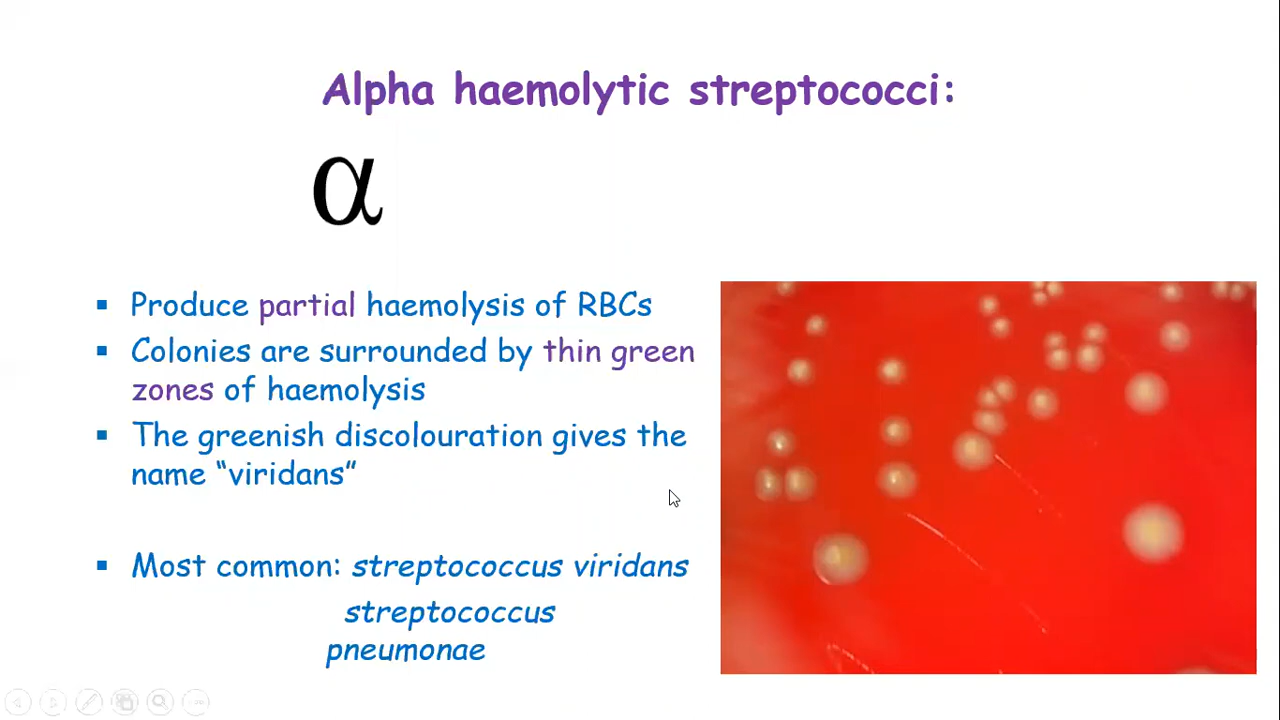 Alpha haemolytic streptococci:
α
▪ Produce partial haemolysis of RBCs
▪ Colonies are surrounded by thin green
zones of haemolysis
▪ The greenish discolouration gives the
name “viridans”
▪ Most common: streptococcus viridans
streptococcus
pneumonae